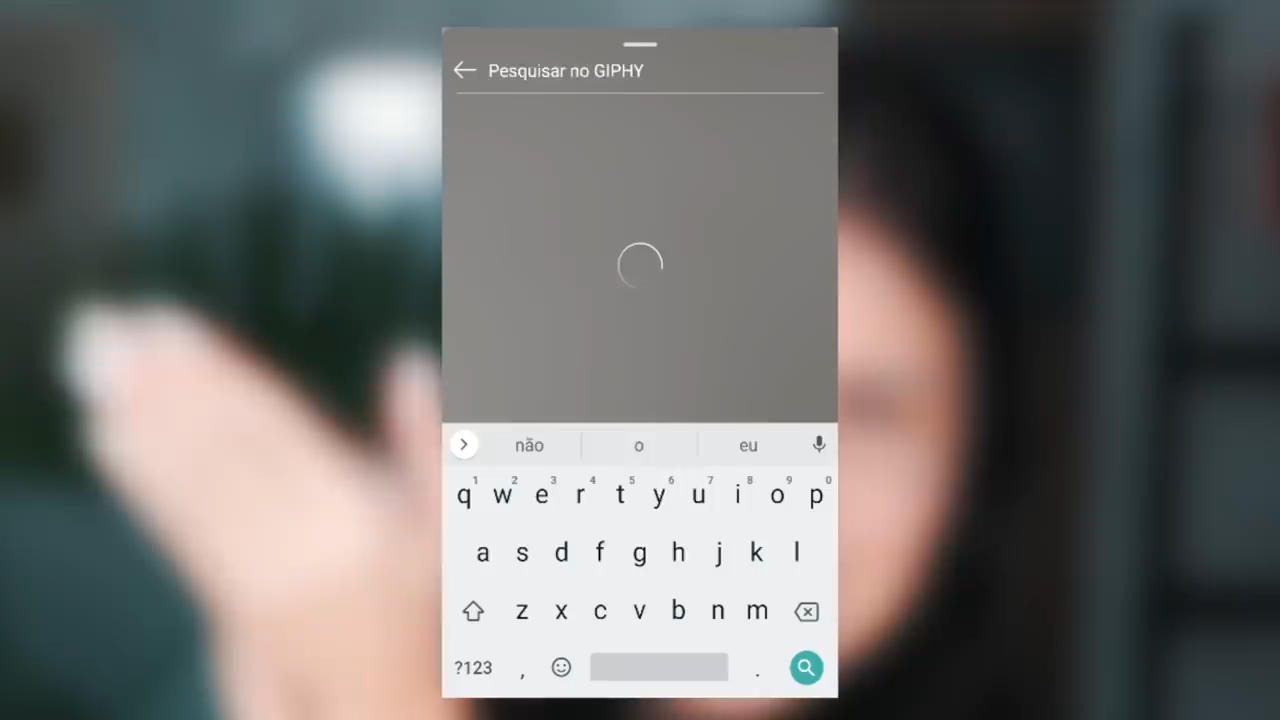 Pesquisar no GIPHY
não o eu
1 2 3 4 5 6 7 8 9 0
q w e r t y u i o p
a s d f g h j k l
z x c v b n m
?123 , .